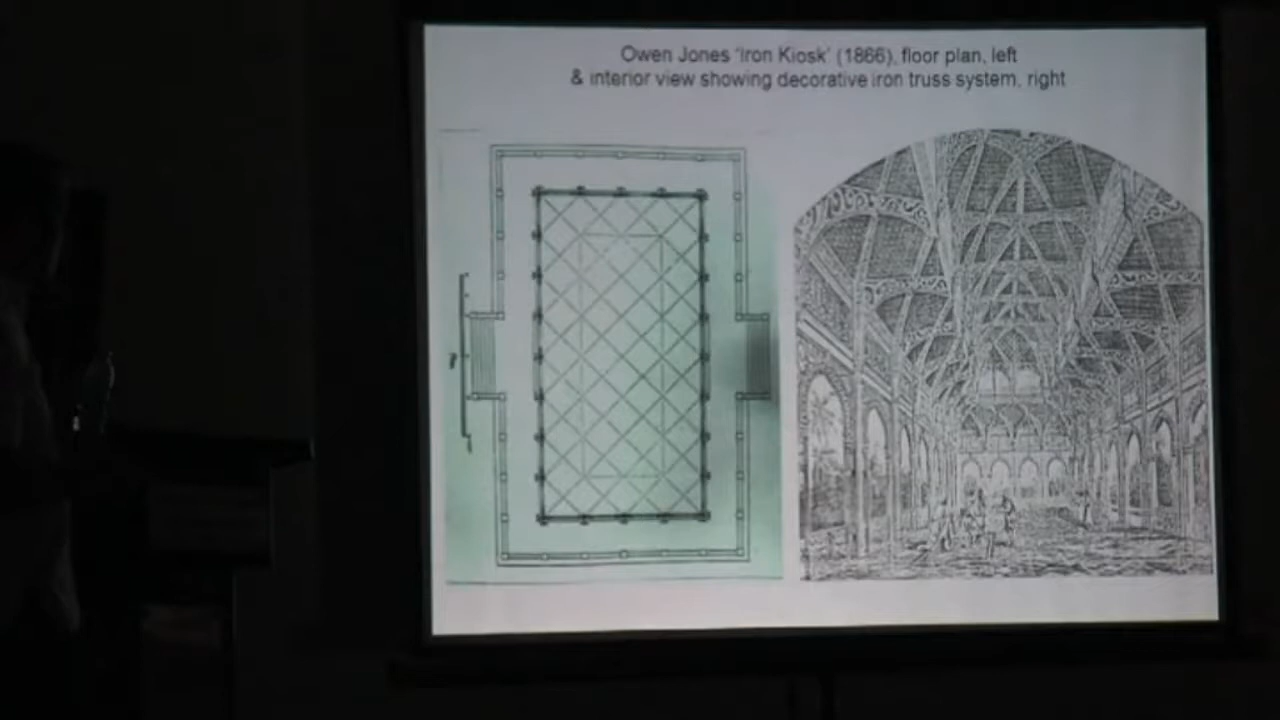 Owen Jones ‘Iron Kiosk’ (1866), floor plan, left
& interior view showing decorative iron truss system, right